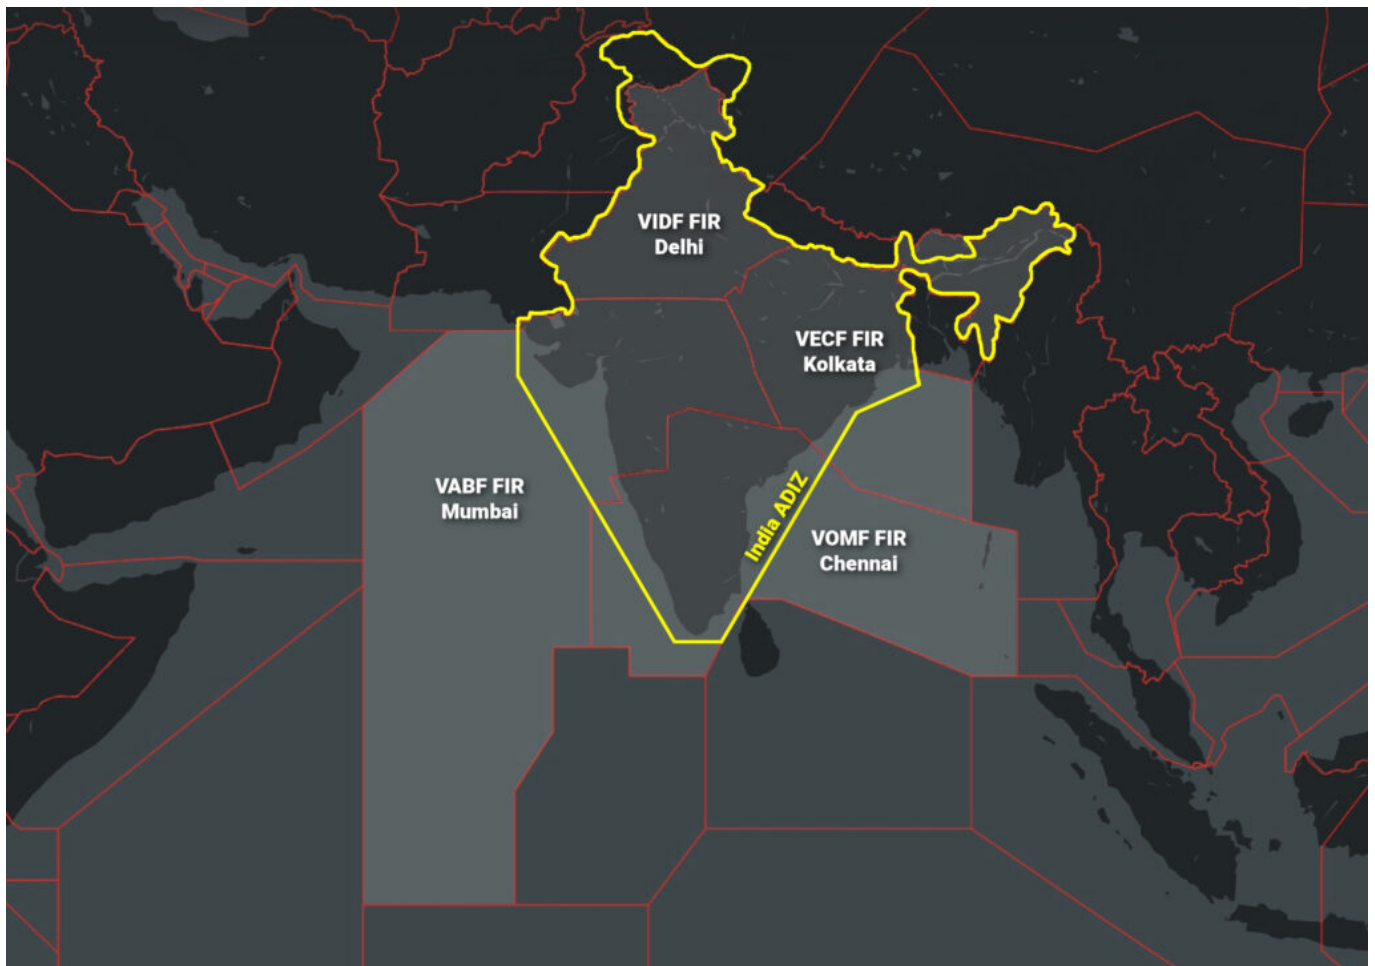 VIDF FIR
Delhi
VECF FIR
Kolkata
VABF FIR
Mumbai
India ADIZ
VOMF FIR
Chennai